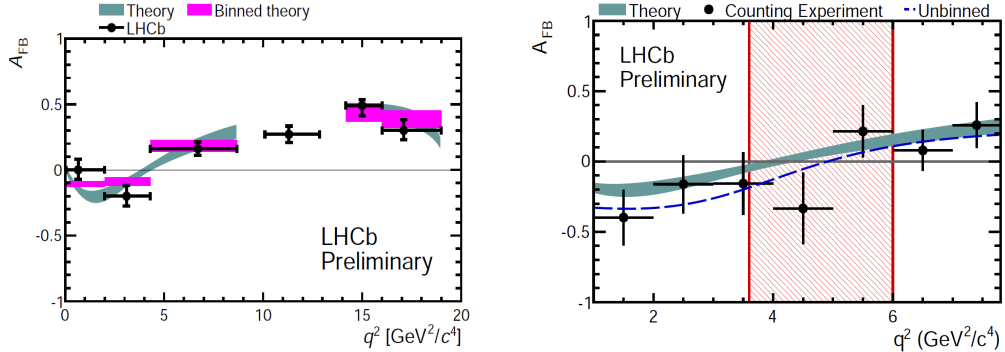 Theory Binned theory
LHCb
A_FB
1
0.5
0
-0.5
-1
LHCb
Preliminary
0 5 10 15 20
q² [GeV²/c⁴]
Theory Counting Experiment Unbinned
A_FB
1
LHCb
Preliminary
0.5
0
-0.5
-1
2 4 6
q² (GeV²/c⁴)